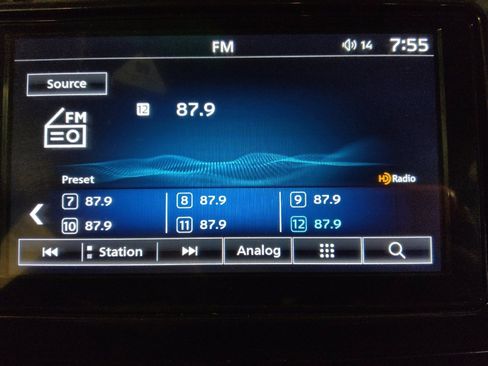 FM 14 7:55
Source
FM 12 87.9
Preset HD Radio
7 87.9 8 87.9 9 87.9
10 87.9 11 87.9 12 87.9
Station Analog